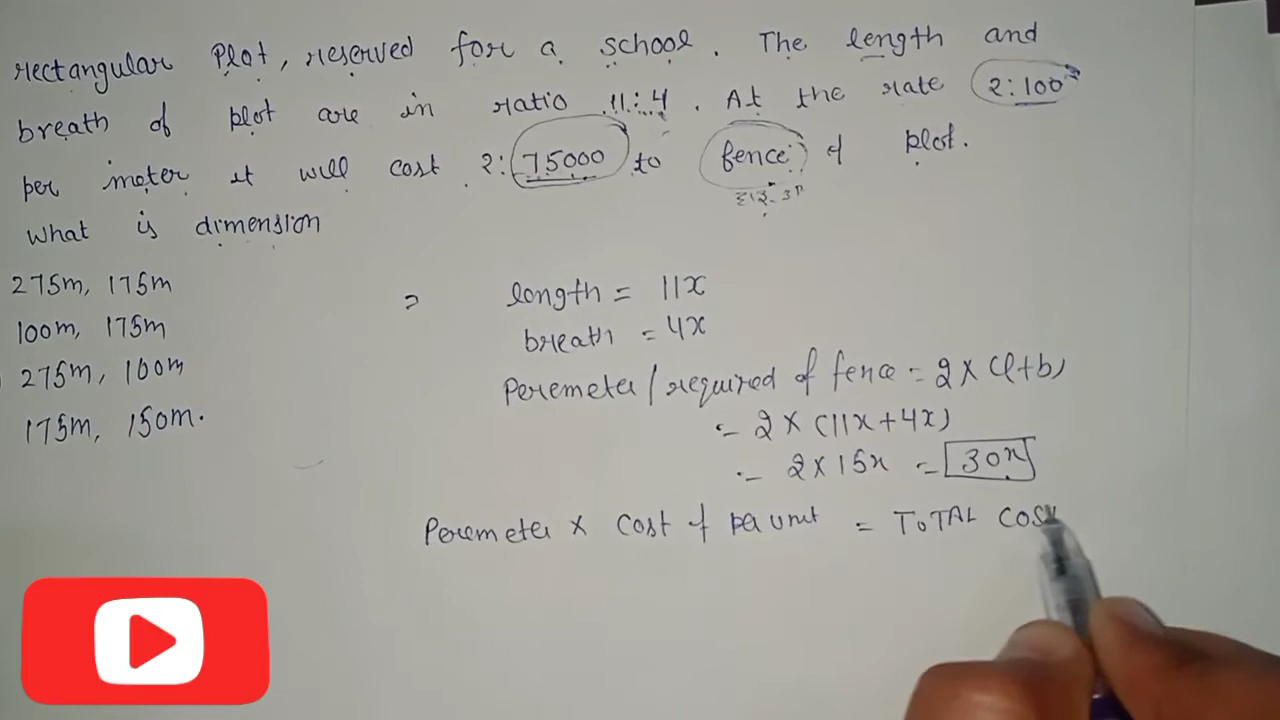 rectangular Plot, reserved for a school. The length and
breath of plot are in ratio 11:4. At the rate २:100
per meter it will cost २:75000 to fence of plot.
What is dimension
275m, 175m
100m, 175m
275m, 100m
175m, 150m.
length = 11x
breath = 4x
Peremeter / required of fence = 2 × (l+b)
= 2 × (11x+4x)
= 2 × 15x = 30x
Peremeter × cost of per unit = TOTAL COST